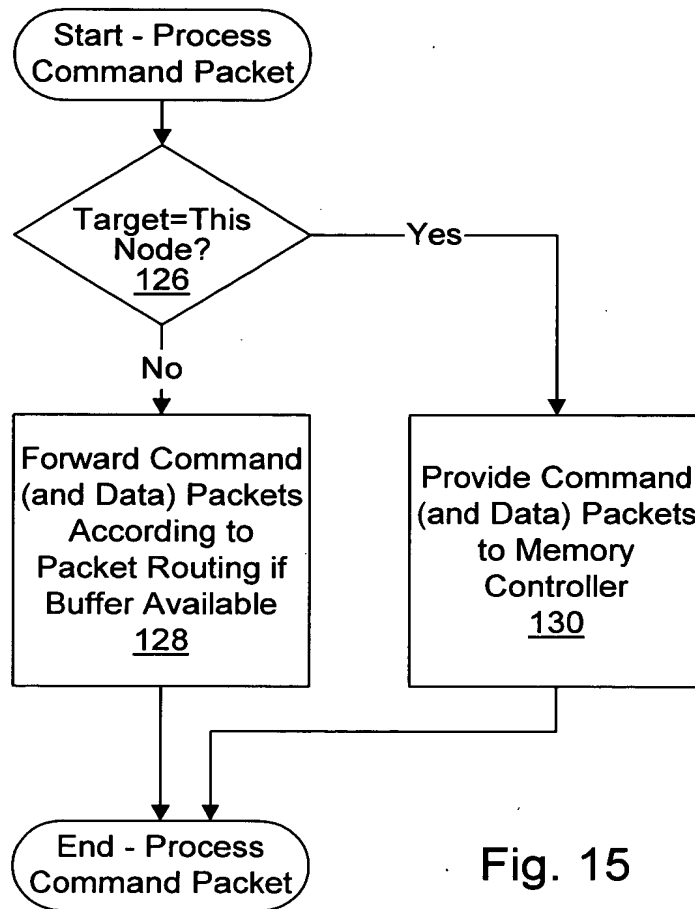 Start - Process
Command Packet
Target=This
Node?
126
Yes
No
Forward Command
(and Data) Packets
According to
Packet Routing if
Buffer Available
128
Provide Command
(and Data) Packets
to Memory
Controller
130
End - Process
Command Packet
Fig. 15